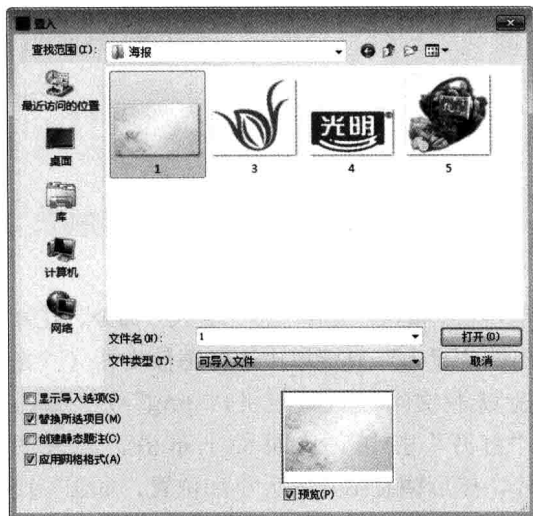 置入
查找范围(I):
海报
最近访问的位置
桌面
库
计算机
网络
光明
1
3
4
5
文件名(N):
1
打开(O)
文件类型(T):
可导入文件
取消
显示导入选项(S)
替换所选项目(M)
创建静态题注(C)
应用网格格式(A)
预览(P)